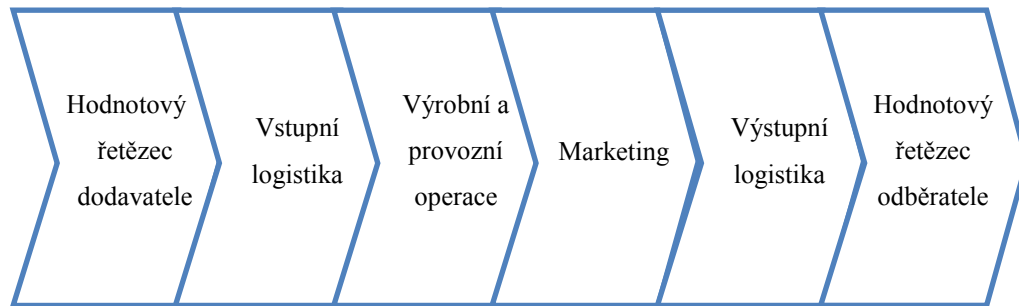 Hodnotový
řetězec
dodavatele
Vstupní
logistika
Výrobní a
provozní
operace
Marketing
Výstupní
logistika
Hodnotový
řetězec
odběratele